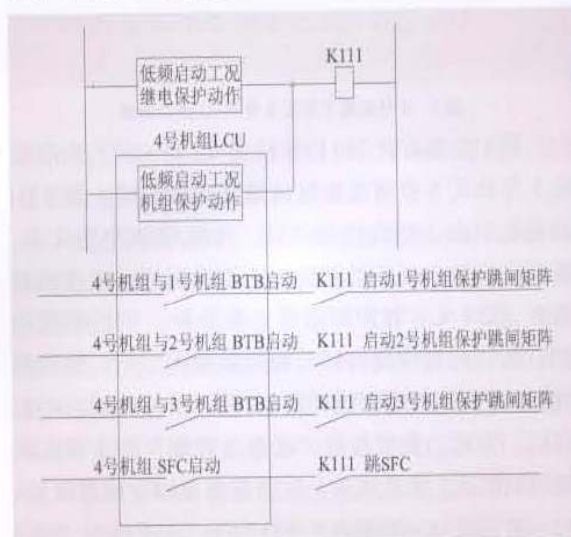 K111
低频启动工况
继电保护动作
4号机组LCU
低频启动工况
机组保护动作
4号机组与1号机组 BTB启动 K111 启动1号机组保护跳闸矩阵
4号机组与2号机组 BTB启动 K111 启动2号机组保护跳闸矩阵
4号机组与3号机组 BTB启动 K111 启动3号机组保护跳闸矩阵
4号机组 SFC启动 K111 跳SFC